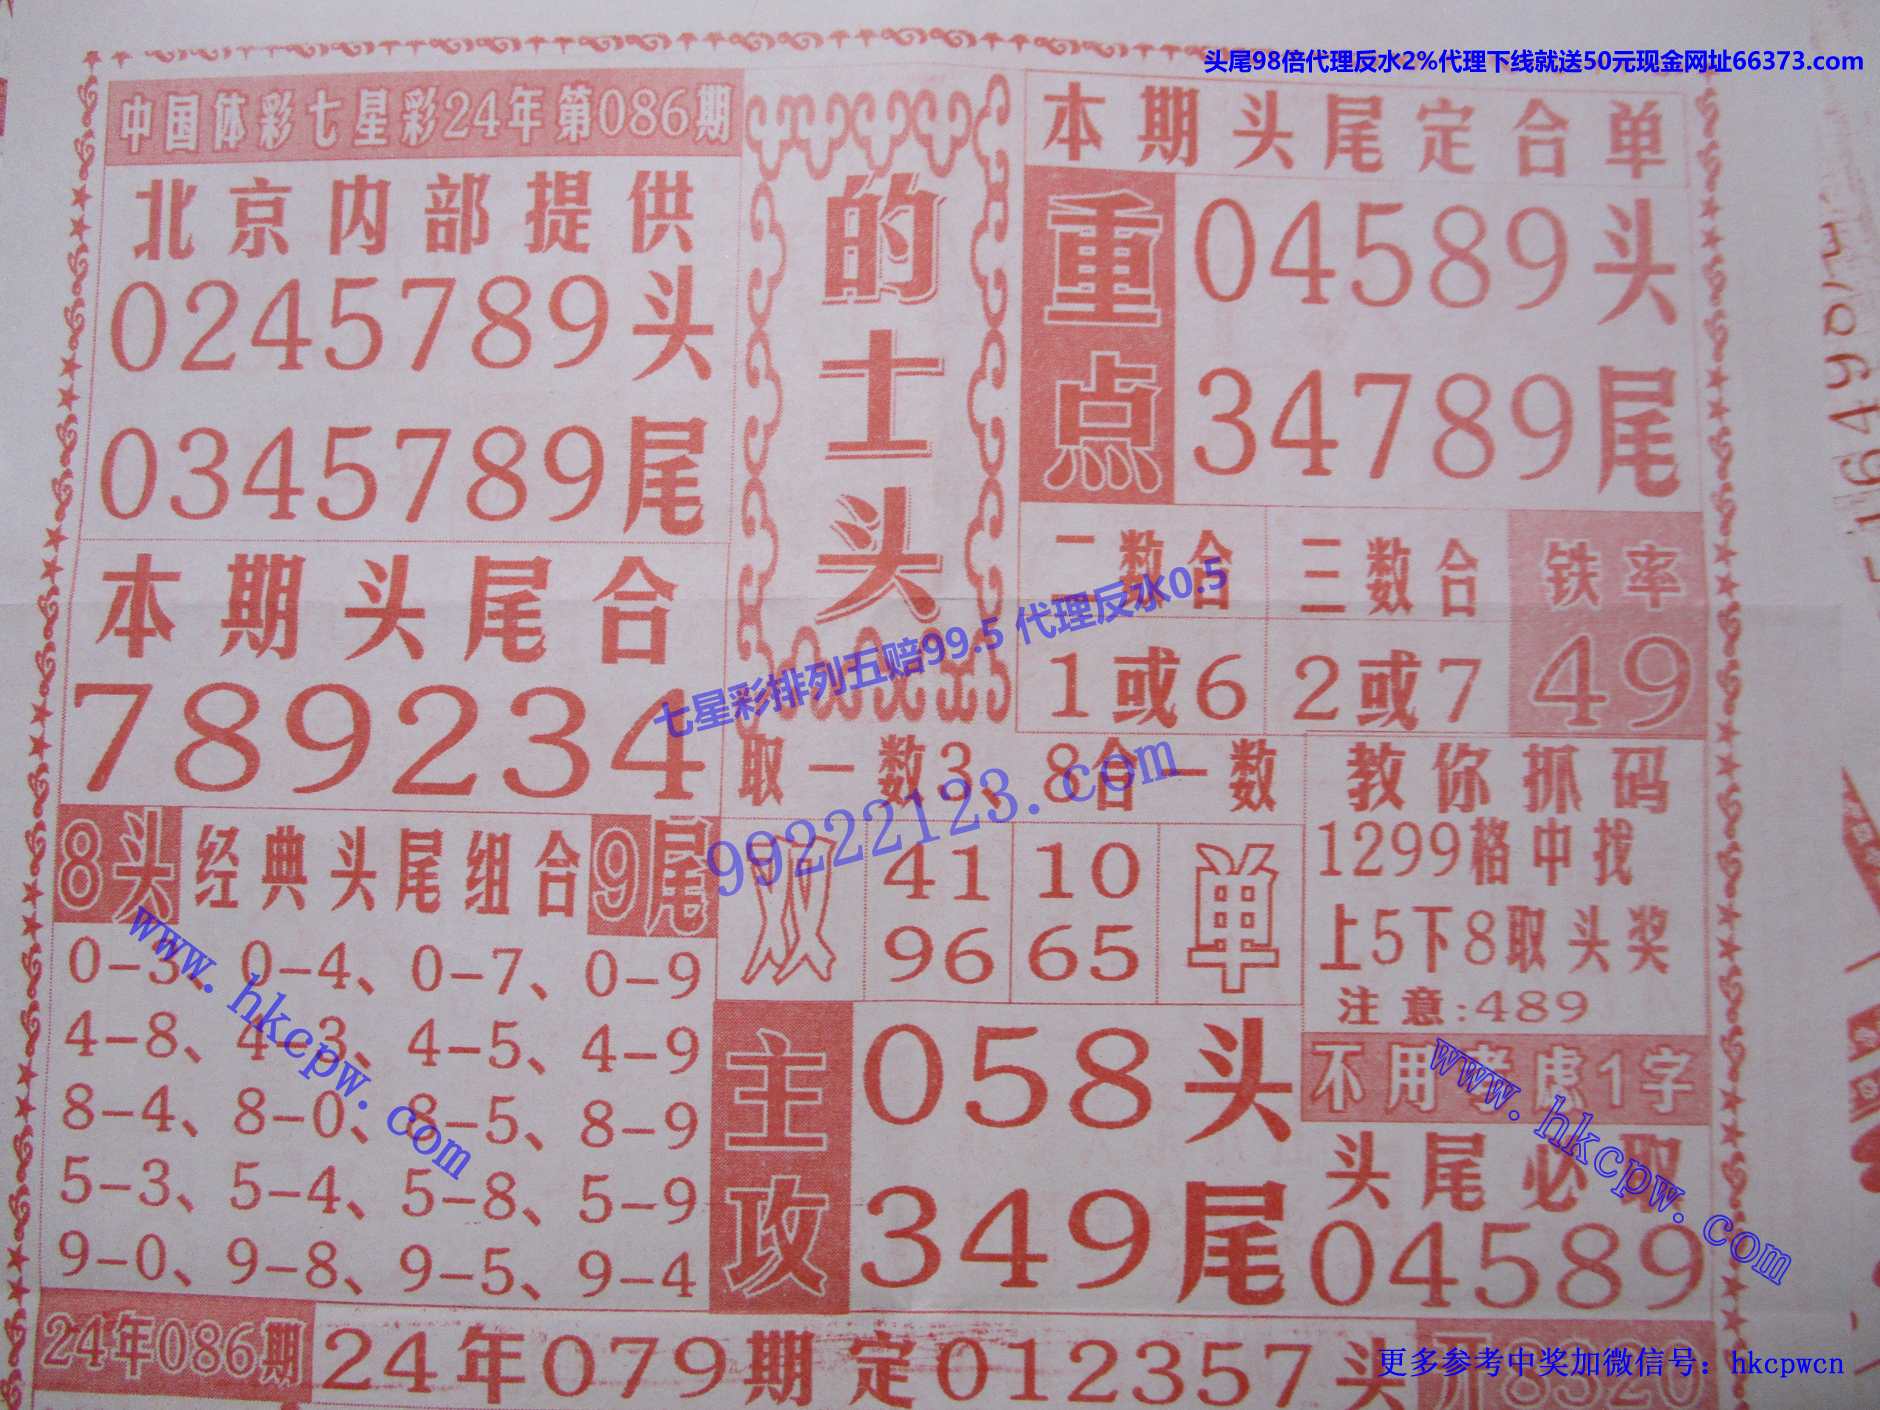 头尾98倍代理反水2%代理下线就送50元现金网址66373.com
中国体彩七星彩24年第086期
北京内部提供
0245789头
0345789尾
本期头尾合
789234
8头 经典头尾组合 9尾
0-3、0-4、0-7、0-9
4-8、4-3、4-5、4-9
8-4、8-0、8-5、8-9
5-3、5-4、5-8、5-9
9-0、9-8、9-5、9-4
的士头
本期头尾定合单
重点
04589头
34789尾
二数合 三数合 铁率
1或6 2或7 49
取一数3、8合一数
双 41 10 单
96 65
主攻
058头
349尾
教你抓码
1299格中找
上5下8取头奖
注意:489
不用考虑1字
头尾必取
04589
24年086期 24年079期定012357头 开8320
七星彩排列五赔99.5 代理反水0.5
99222123.com
www.hkcpw.com
www.hkcpw.com
更多参考中奖加微信号：hkcpwcn